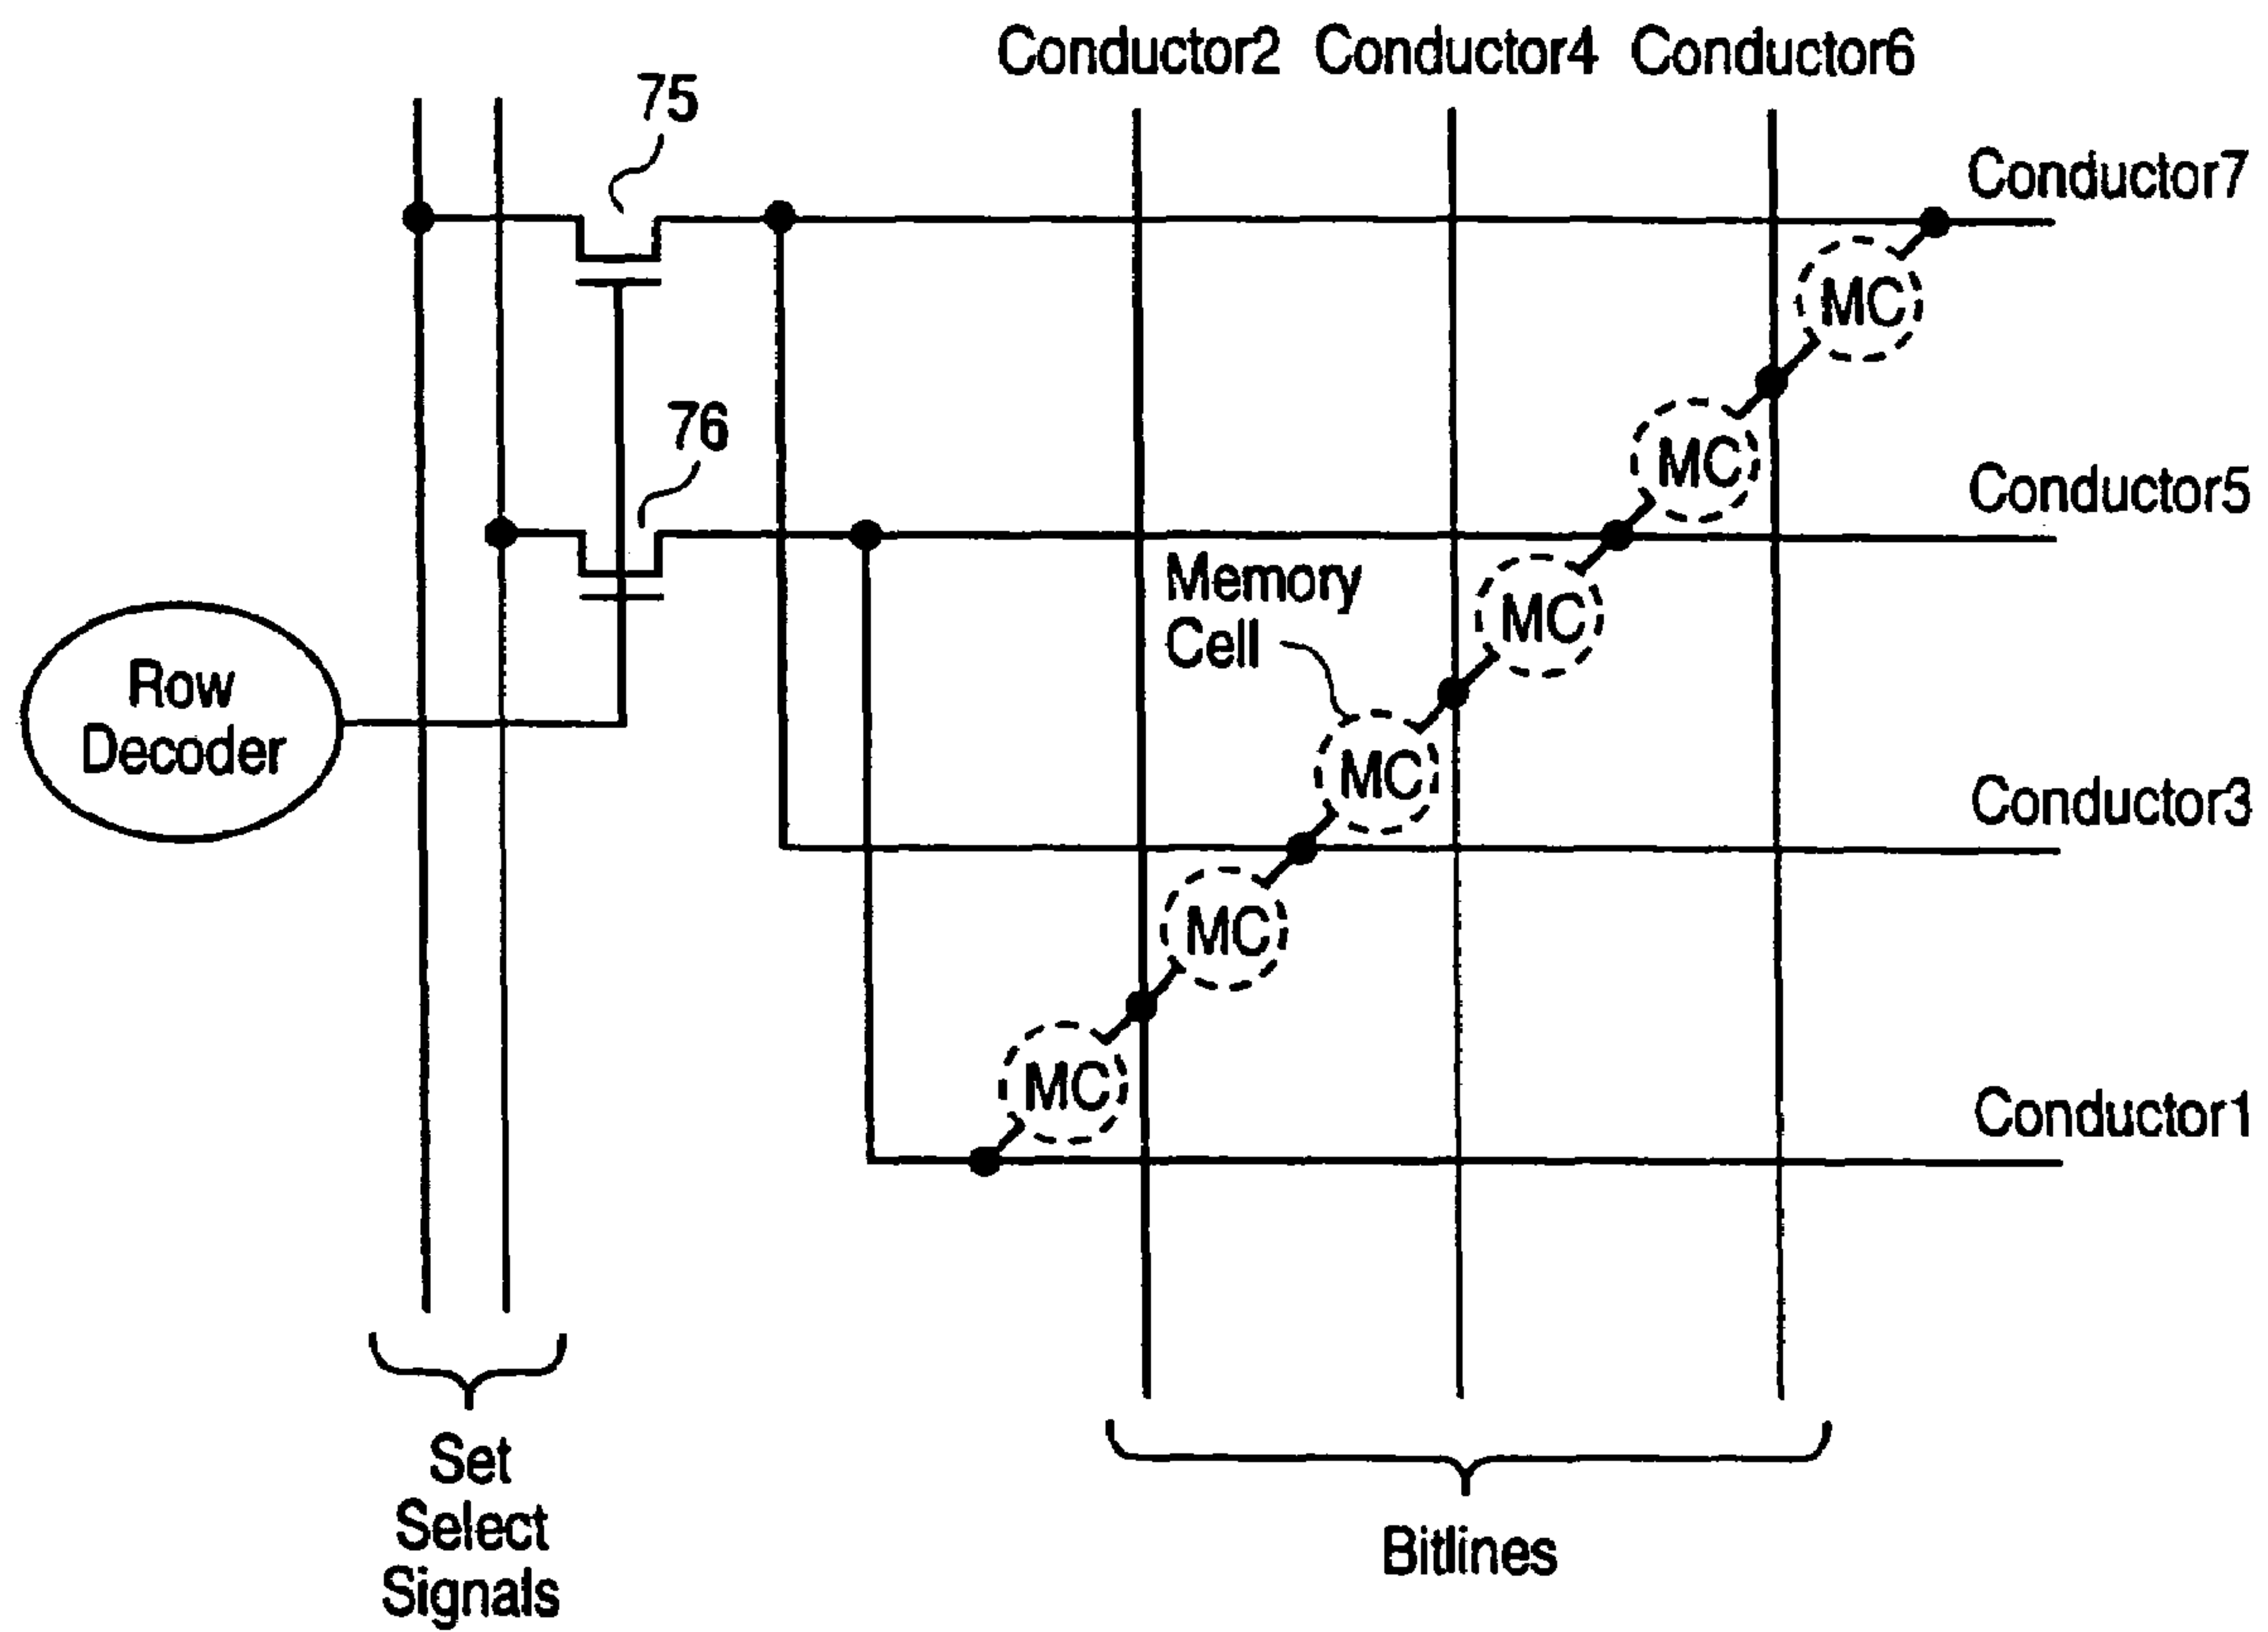 Conductor2 Conductor4 Conductor6
75
Conductor7
MC
76
MC
Conductor5
Memory
Cell
MC
Row
Decoder
MC
Conductor3
MC
MC
Conductor1
Set
Select
Signals
Bitlines